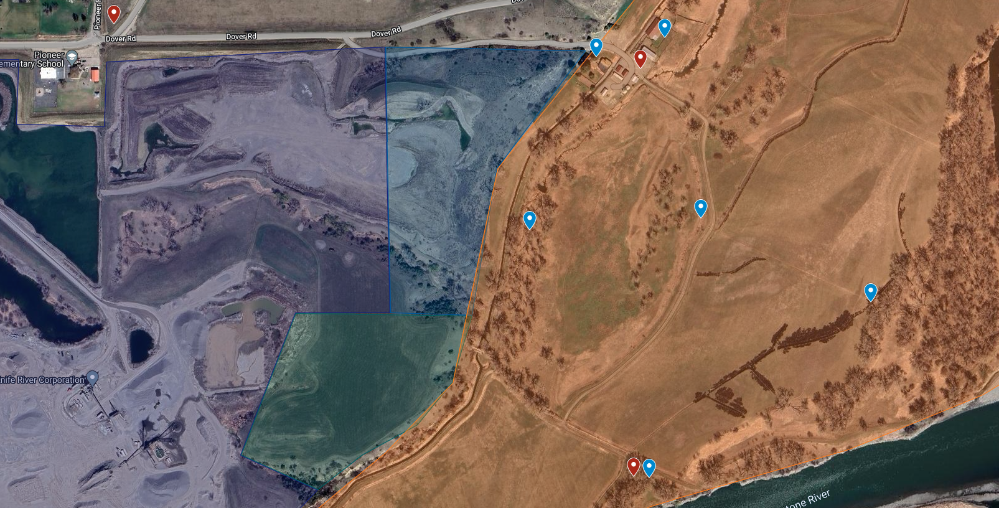 Pioneer
Dover Rd
Dover Rd
Dover Rd
Pioneer
ementary School
nife River Corporation
tone River